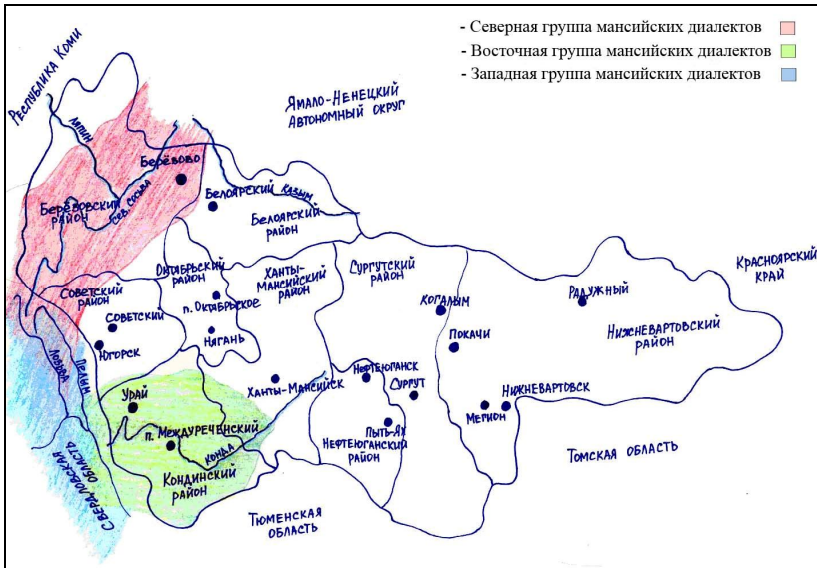 - Северная группа мансийских диалектов
- Восточная группа мансийских диалектов
- Западная группа мансийских диалектов
Республика Коми
Ямало-Ненецкий
Автономный округ
Ляпин
Берёзово
Берёзовский
район
Сев. Сосьва
Белоярский
Казым
Белоярский
район
Красноярский
край
Октябрьский
район
Ханты-
Мансийский
район
Сургутский
район
Советский
район
п. Октябрьское
Когалым
Радужный
Советский
Нягань
Покачи
Нижневартовский
район
Югорск
Лозьва
Пелым
Ханты-Мансийск
Нефтеюганск
Сургут
Нижневартовск
Мегион
Урай
п. Междуреченский
Конда
Пыть-Ях
Нефтеюганский
район
Томская область
Кондинский
район
Свердловская
область
Тюменская
область